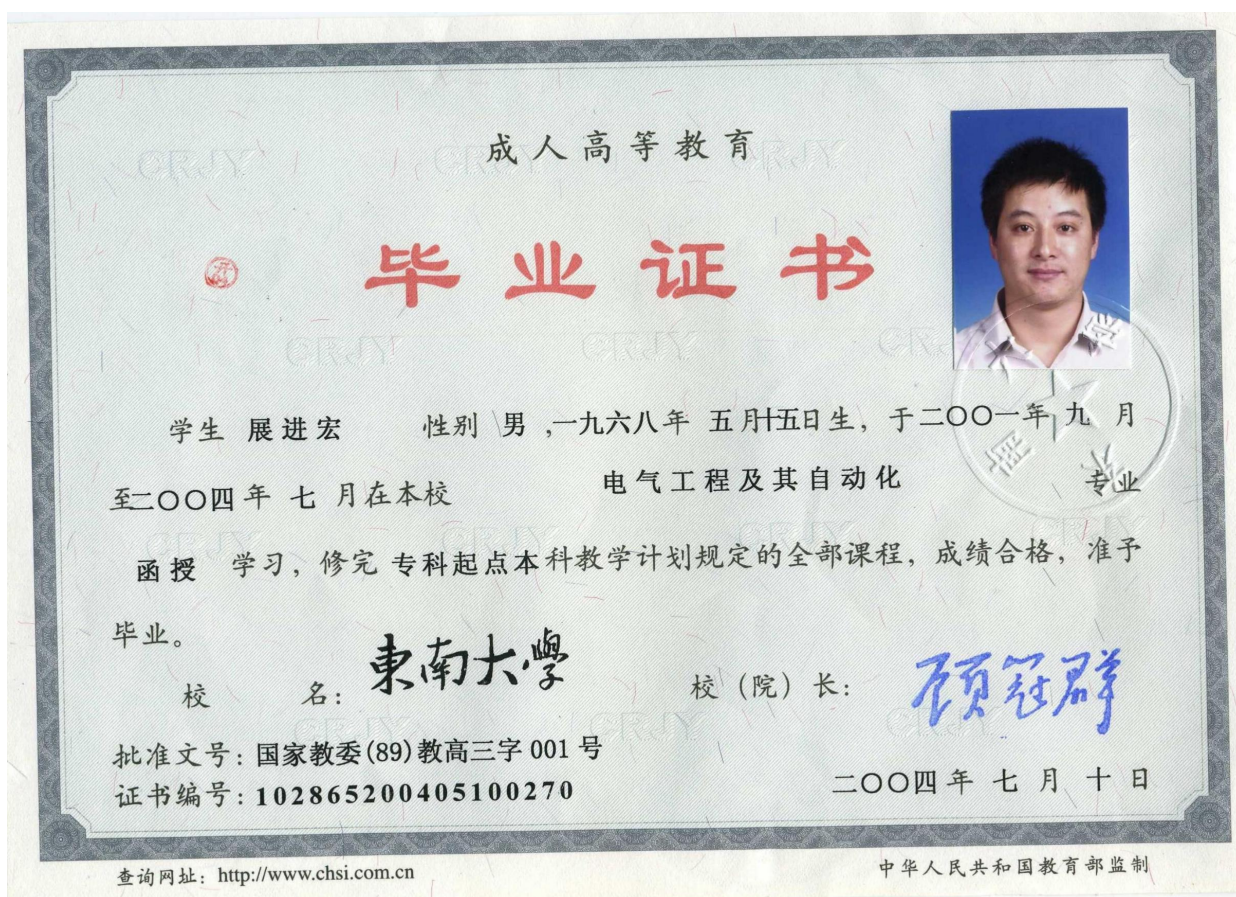 成人高等教育
毕业证书
学生 展进宏 性别 男 ,一九六八年 五月十五日生，于二〇〇一年 九 月
至二〇〇四年 七 月在本校 电气工程及其自动化 专业
函授 学习，修完 专科起点本科教学计划规定的全部课程，成绩合格，准予
毕业。
校 名： 東南大學 校（院）长： 顾冠群
批准文号：国家教委(89)教高三字 001 号
证书编号：102865200405100270
二〇〇四年 七 月 十 日
查询网址：http://www.chsi.com.cn 中华人民共和国教育部监制
CRJY